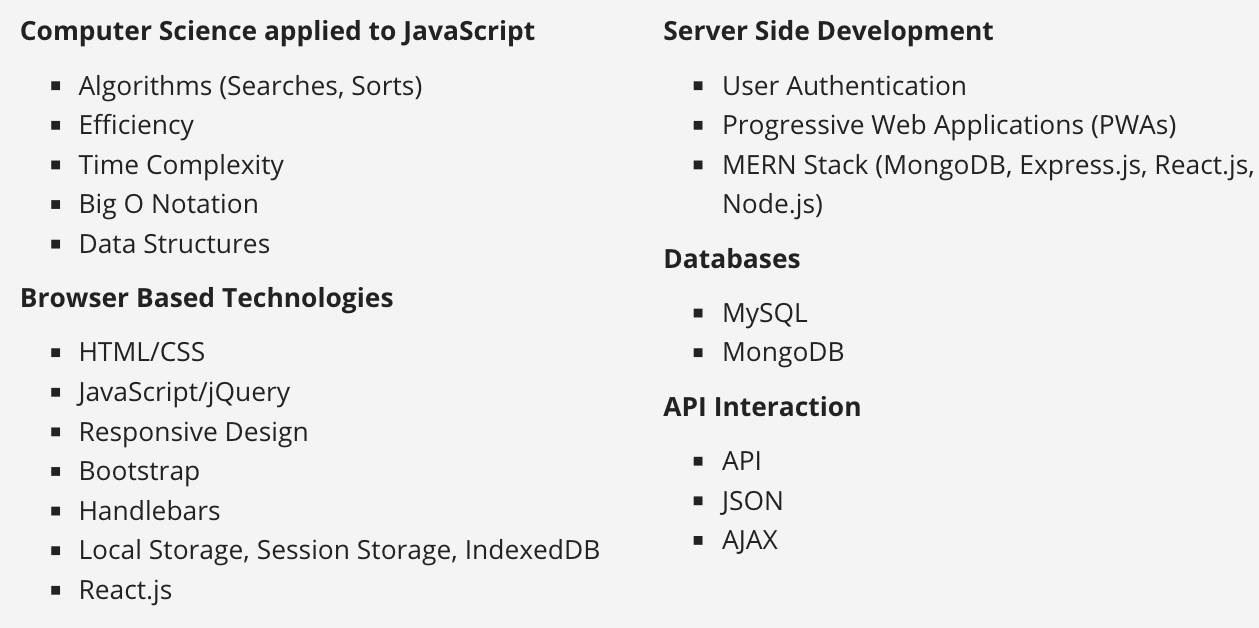 Computer Science applied to JavaScript
▪ Algorithms (Searches, Sorts)
▪ Efficiency
▪ Time Complexity
▪ Big O Notation
▪ Data Structures
Browser Based Technologies
▪ HTML/CSS
▪ JavaScript/jQuery
▪ Responsive Design
▪ Bootstrap
▪ Handlebars
▪ Local Storage, Session Storage, IndexedDB
▪ React.js
Server Side Development
▪ User Authentication
▪ Progressive Web Applications (PWAs)
▪ MERN Stack (MongoDB, Express.js, React.js,
Node.js)
Databases
▪ MySQL
▪ MongoDB
API Interaction
▪ API
▪ JSON
▪ AJAX